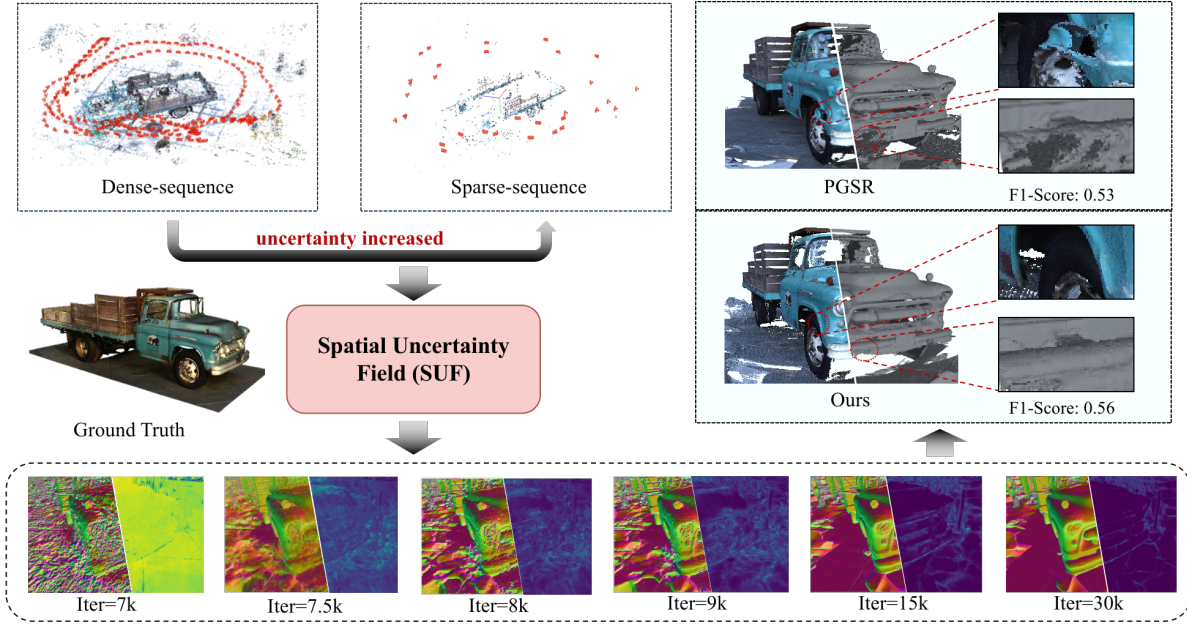 Dense-sequence
Sparse-sequence
uncertainty increased
Ground Truth
Spatial Uncertainty
Field (SUF)
PGSR
F1-Score: 0.53
Ours
F1-Score: 0.56
Iter=7k
Iter=7.5k
Iter=8k
Iter=9k
Iter=15k
Iter=30k